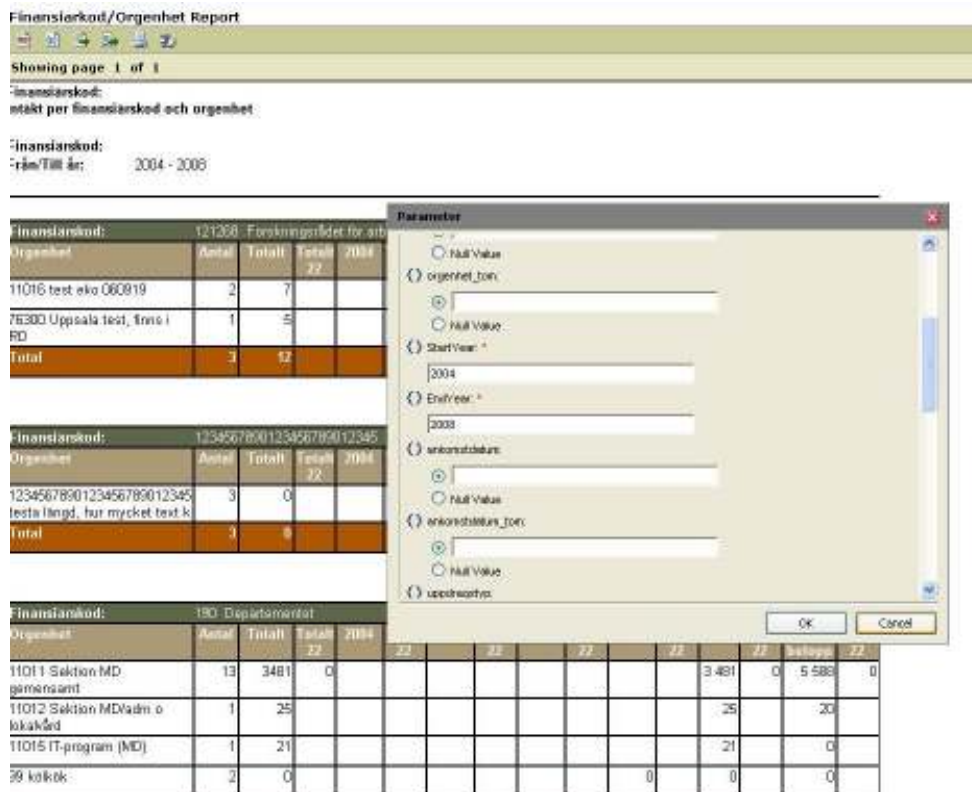 Finansiarkod/Orgenhet Report
Showing page 1 of 1
Finansiarskod:
ntäkt per finansiärskod och orgenhet
Finansiarskod:
Från/Till år: 2004 - 2008
Finansiarskod: 121268 Forskningsrådet för arb
Orgenhet Antal Totalt Totalt 22 2004
11016 test eko 060919 2 7
76300 Uppsala test, finns i
RD 1 5
Total 3 12
Finansiarskod: 1234567890123456789012345
Orgenhet Antal Totalt Totalt 22 2004
1234567890123456789012345 3 0
testa längd, hur mycket text k
Total 3 0
Finansiarskod: 190 Departementet
Orgenhet Antal Totalt Totalt 22 2004 22 22 22 22 22 belopp 22
11011 Sektion MD 13 3481 0 3 481 0 5 588 0
gemensamt
11012 Sektion MD/adm o 1 25 25 20
lokalvård
11015 IT-program (MD) 1 21 21 0
99 kolkök 2 0 0 0 0
Parameter
Null Value
orgenhet_tom:
Null Value
StartYear: *
2004
EndYear: *
2008
ankomstdatum:
Null Value
ankomstdatum_tom:
Null Value
uppdragstyp:
OK Cancel